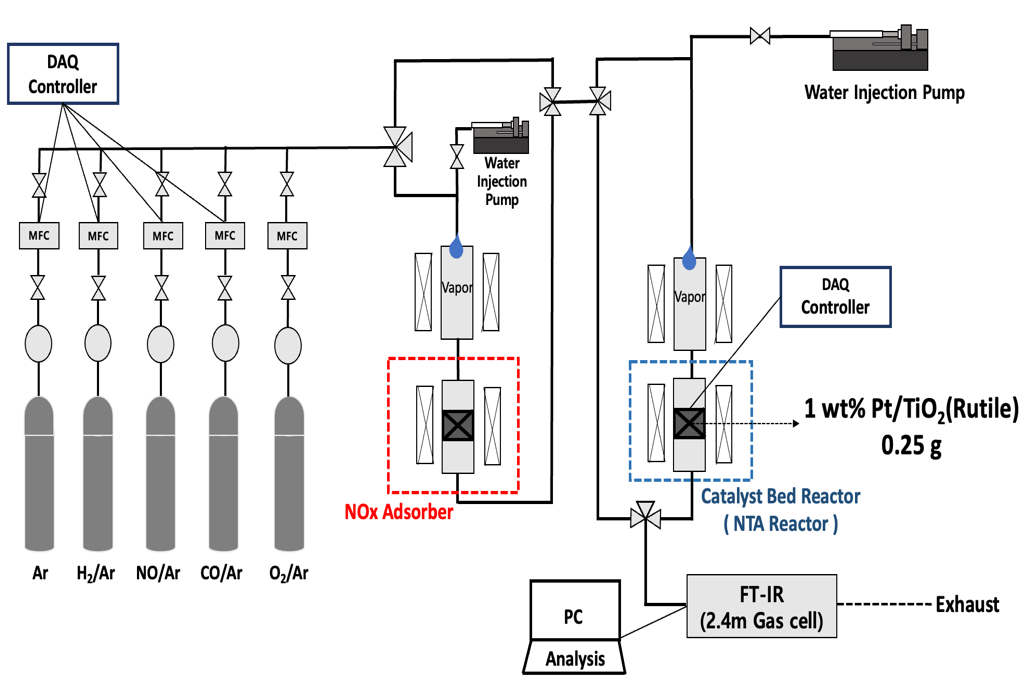 DAQ
Controller
Water Injection Pump
Water
Injection
Pump
MFC
MFC
MFC
MFC
MFC
Vapor
Vapor
DAQ
Controller
1 wt% Pt/TiO₂(Rutile)
0.25 g
NOx Adsorber
Catalyst Bed Reactor
( NTA Reactor )
Ar
H₂/Ar
NO/Ar
CO/Ar
O₂/Ar
FT-IR
(2.4m Gas cell)
Exhaust
PC
Analysis